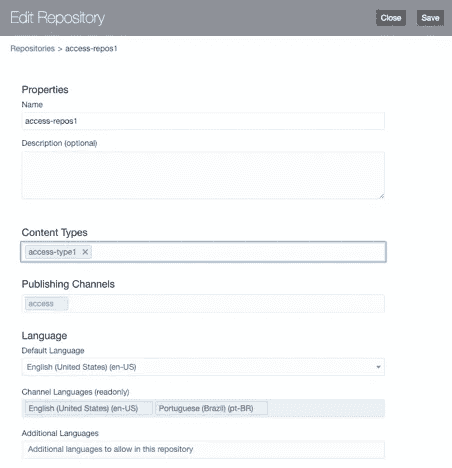 Edit Repository
Close
Save
Repositories > access-repos1
Properties
Name
access-repos1
Description (optional)
Content Types
access-type1 ×
Publishing Channels
access
Language
Default Language
English (United States) (en-US)
Channel Languages (readonly)
English (United States) (en-US) Portuguese (Brazil) (pt-BR)
Additional Languages
Additional languages to allow in this repository